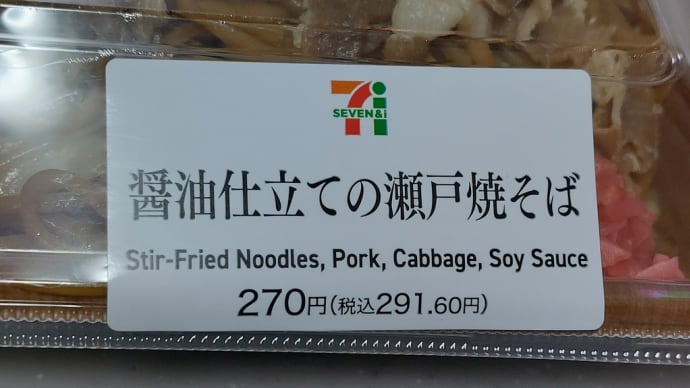 7i
SEVEN&i
醤油仕立ての瀬戸焼そば
Stir-Fried Noodles, Pork, Cabbage, Soy Sauce
270円(税込291.60円)